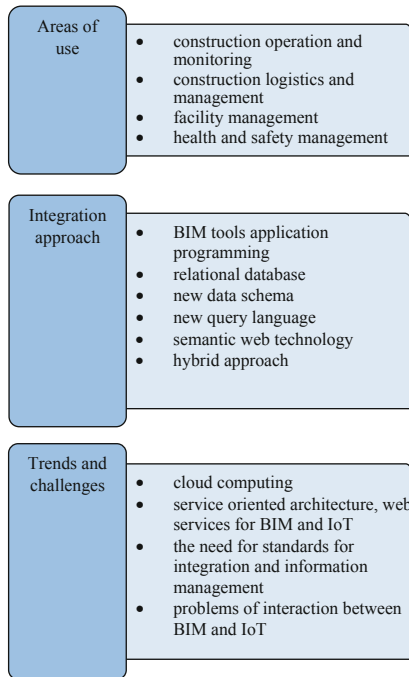 Areas of
use
• construction operation and
monitoring
• construction logistics and
management
• facility management
• health and safety management
Integration
approach
• BIM tools application
programming
• relational database
• new data schema
• new query language
• semantic web technology
• hybrid approach
Trends and
challenges
• cloud computing
• service oriented architecture, web
services for BIM and IoT
• the need for standards for
integration and information
management
• problems of interaction between
BIM and IoT